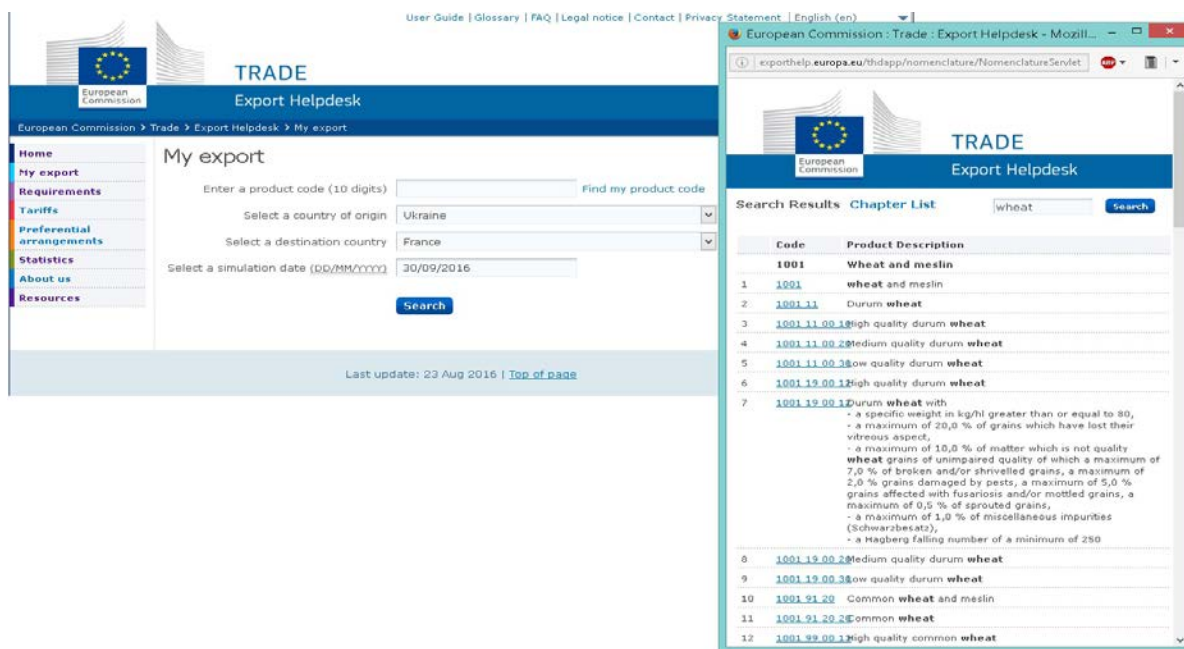 User Guide | Glossary | FAQ | Legal notice | Contact | Privacy Statement | English (en)
European
Commission
TRADE
Export Helpdesk
European Commission > Trade > Export Helpdesk > My export
Home
My export
Requirements
Tariffs
Preferential
arrangements
Statistics
About us
Resources
My export
Enter a product code (10 digits)
Find my product code
Select a country of origin
Ukraine
Select a destination country
France
Select a simulation date (DD/MM/YYYY)
30/09/2016
Search
Last update: 23 Aug 2016 | Top of page
European Commission : Trade : Export Helpdesk - Mozill...
exporthelp.europa.eu/thdapp/nomenclature/NomenclatureServlet
ABP
European
Commission
TRADE
Export Helpdesk
Search Results Chapter List wheat Search
Code Product Description
1001 Wheat and meslin
1 1001 wheat and meslin
2 1001 11 Durum wheat
3 1001 11 00 High quality durum wheat
4 1001 11 00 Medium quality durum wheat
5 1001 11 00 Low quality durum wheat
6 1001 19 00 High quality durum wheat
7 1001 19 00 Durum wheat with
- a specific weight in kg/hl greater than or equal to 80,
- a maximum of 20,0 % of grains which have lost their
vitreous aspect,
- a maximum of 10,0 % of matter which is not quality
wheat grains of unimpaired quality of which a maximum of
7,0 % of broken and/or shrivelled grains, a maximum of
2,0 % grains damaged by pests, a maximum of 5,0 %
grains affected with fusariosis and/or mottled grains, a
maximum of 0,5 % of sprouted grains,
- a maximum of 1,0 % of miscellaneous impurities
(Schwarzbesatz),
- a Hagberg falling number of a minimum of 250
8 1001 19 00 Medium quality durum wheat
9 1001 19 00 Low quality durum wheat
10 1001 91 20 Common wheat and meslin
11 1001 91 20 Common wheat
12 1001 99 00 High quality common wheat